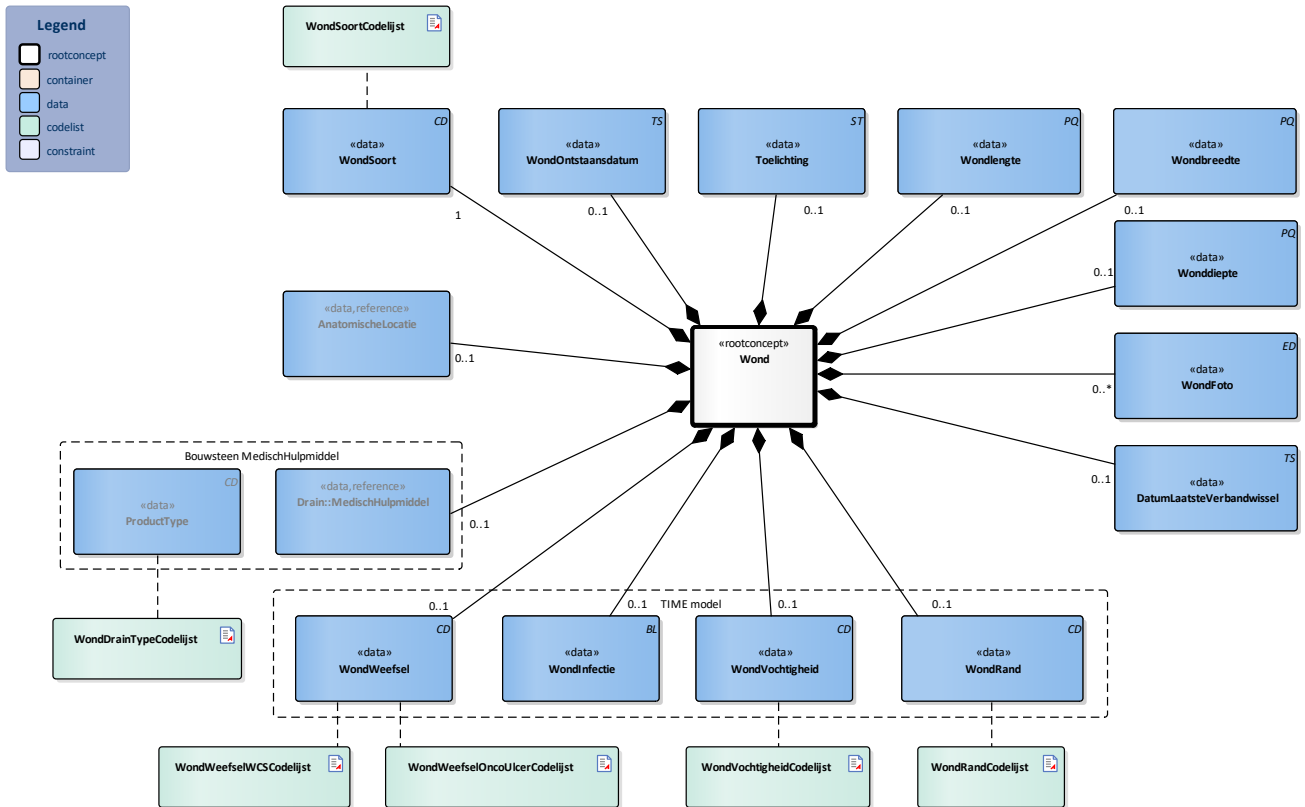 Legend
rootconcept
container
data
codelist
constraint
WondSoortCodelijst
CD
«data»
WondSoort
TS
«data»
WondOntstaansdatum
ST
«data»
Toelichting
PQ
«data»
Wondlengte
PQ
«data»
Wondbreedte
1
0..1
0..1
0..1
0..1
PQ
«data»
Wonddiepte
0..1
«data,reference»
AnatomischeLocatie
0..1
«rootconcept»
Wond
ED
«data»
WondFoto
0..*
TS
«data»
DatumLaatsteVerbandwissel
0..1
Bouwsteen MedischHulpmiddel
CD
«data»
ProductType
«data,reference»
Drain::MedischHulpmiddel
0..1
WondDrainTypeCodelijst
TIME model
0..1
0..1
0..1
0..1
CD
«data»
WondWeefsel
BL
«data»
WondInfectie
CD
«data»
WondVochtigheid
CD
«data»
WondRand
WondWeefselWCSCodelijst
WondWeefselOncoUlcerCodelijst
WondVochtigheidCodelijst
WondRandCodelijst